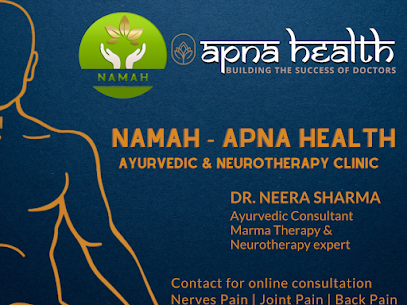 NAMAH
apna health
BUILDING THE SUCCESS OF DOCTORS
NAMAH - APNA HEALTH
AYURVEDIC & NEUROTHERAPY CLINIC
DR. NEERA SHARMA
Ayurvedic Consultant
Marma Therapy &
Neurotherapy expert
Contact for online consultation
Nerves Pain | Joint Pain | Back Pain